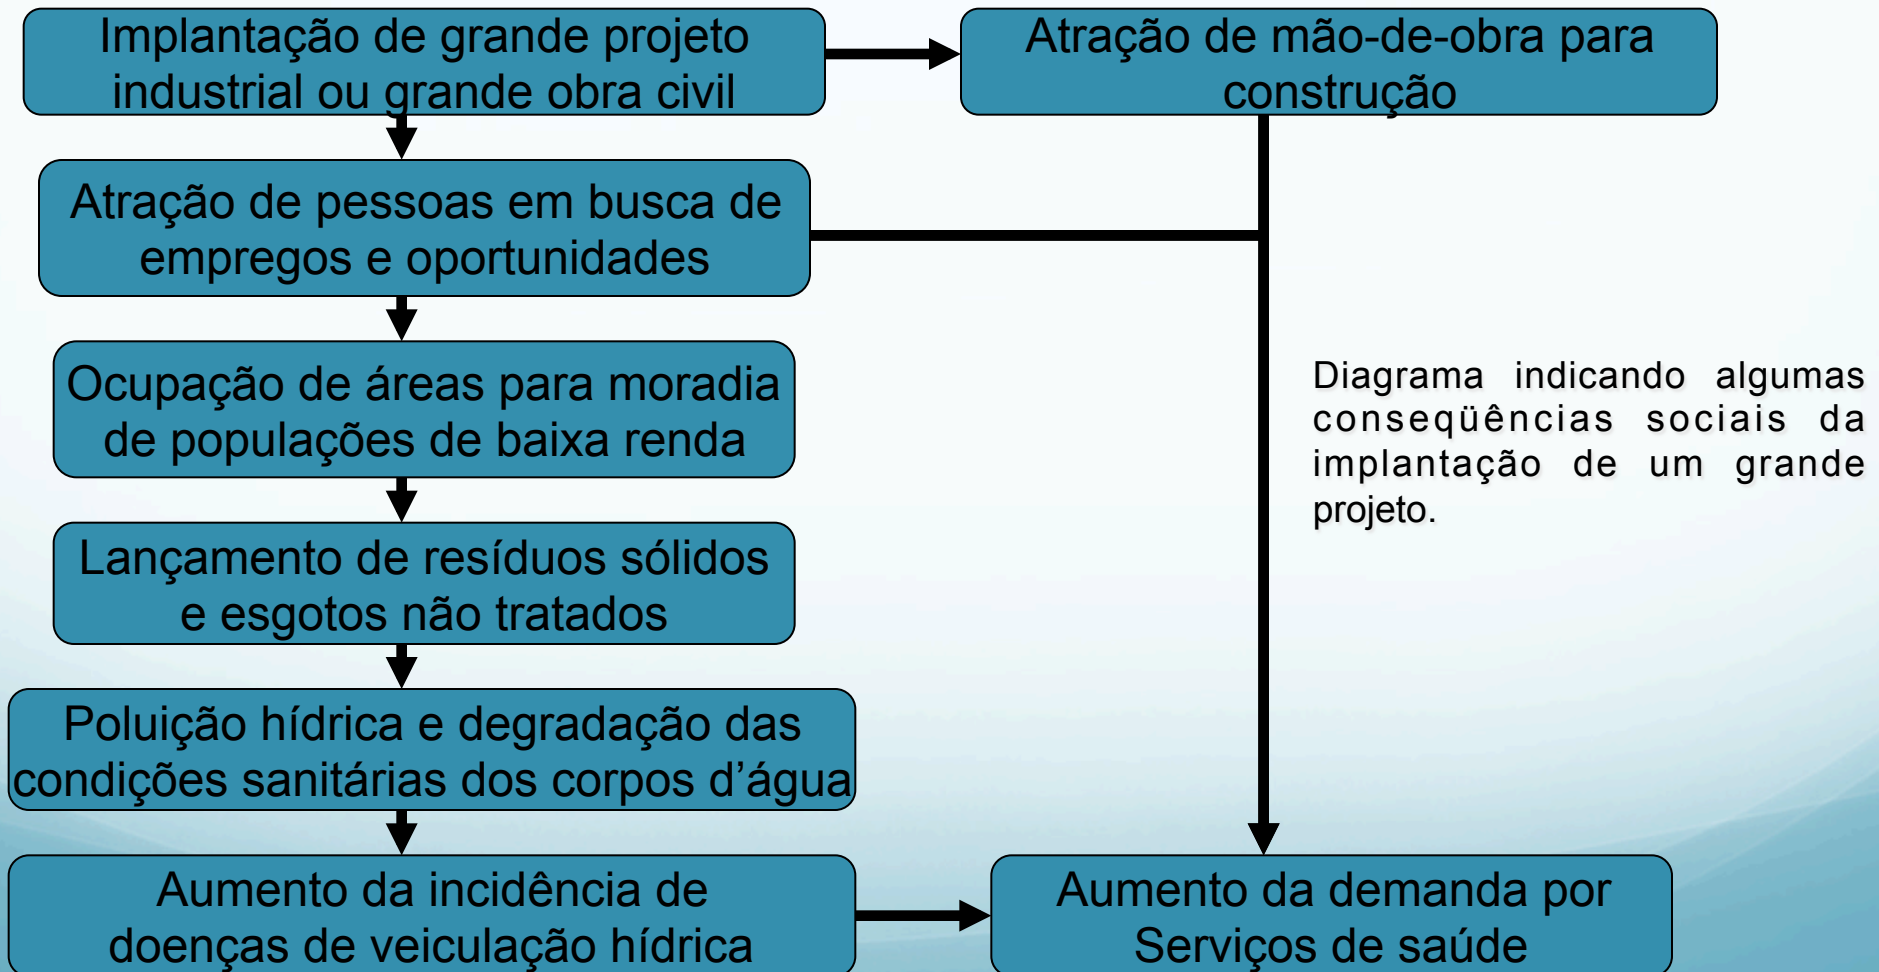 Implantação de grande projeto
industrial ou grande obra civil
Atração de mão-de-obra para
construção
Atração de pessoas em busca de
empregos e oportunidades
Ocupação de áreas para moradia
de populações de baixa renda
Diagrama indicando algumas
conseqüências sociais da
implantação de um grande
projeto.
Lançamento de resíduos sólidos
e esgotos não tratados
Poluição hídrica e degradação das
condições sanitárias dos corpos d’água
Aumento da incidência de
doenças de veiculação hídrica
Aumento da demanda por
Serviços de saúde